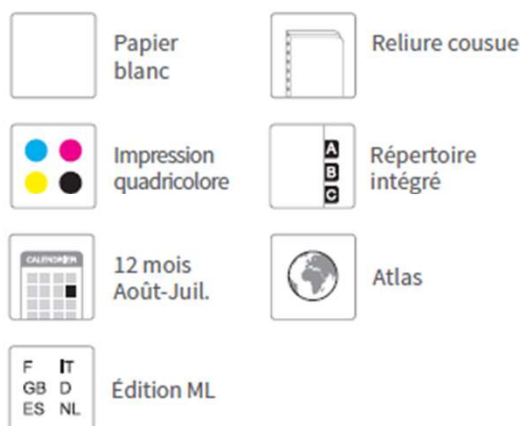 Papier
blanc
Reliure cousue
Impression
quadricolore
A
B
C
Répertoire
intégré
CALENDRIER
12 mois
Août-Juil.
Atlas
F IT
GB D
ES NL
Édition ML